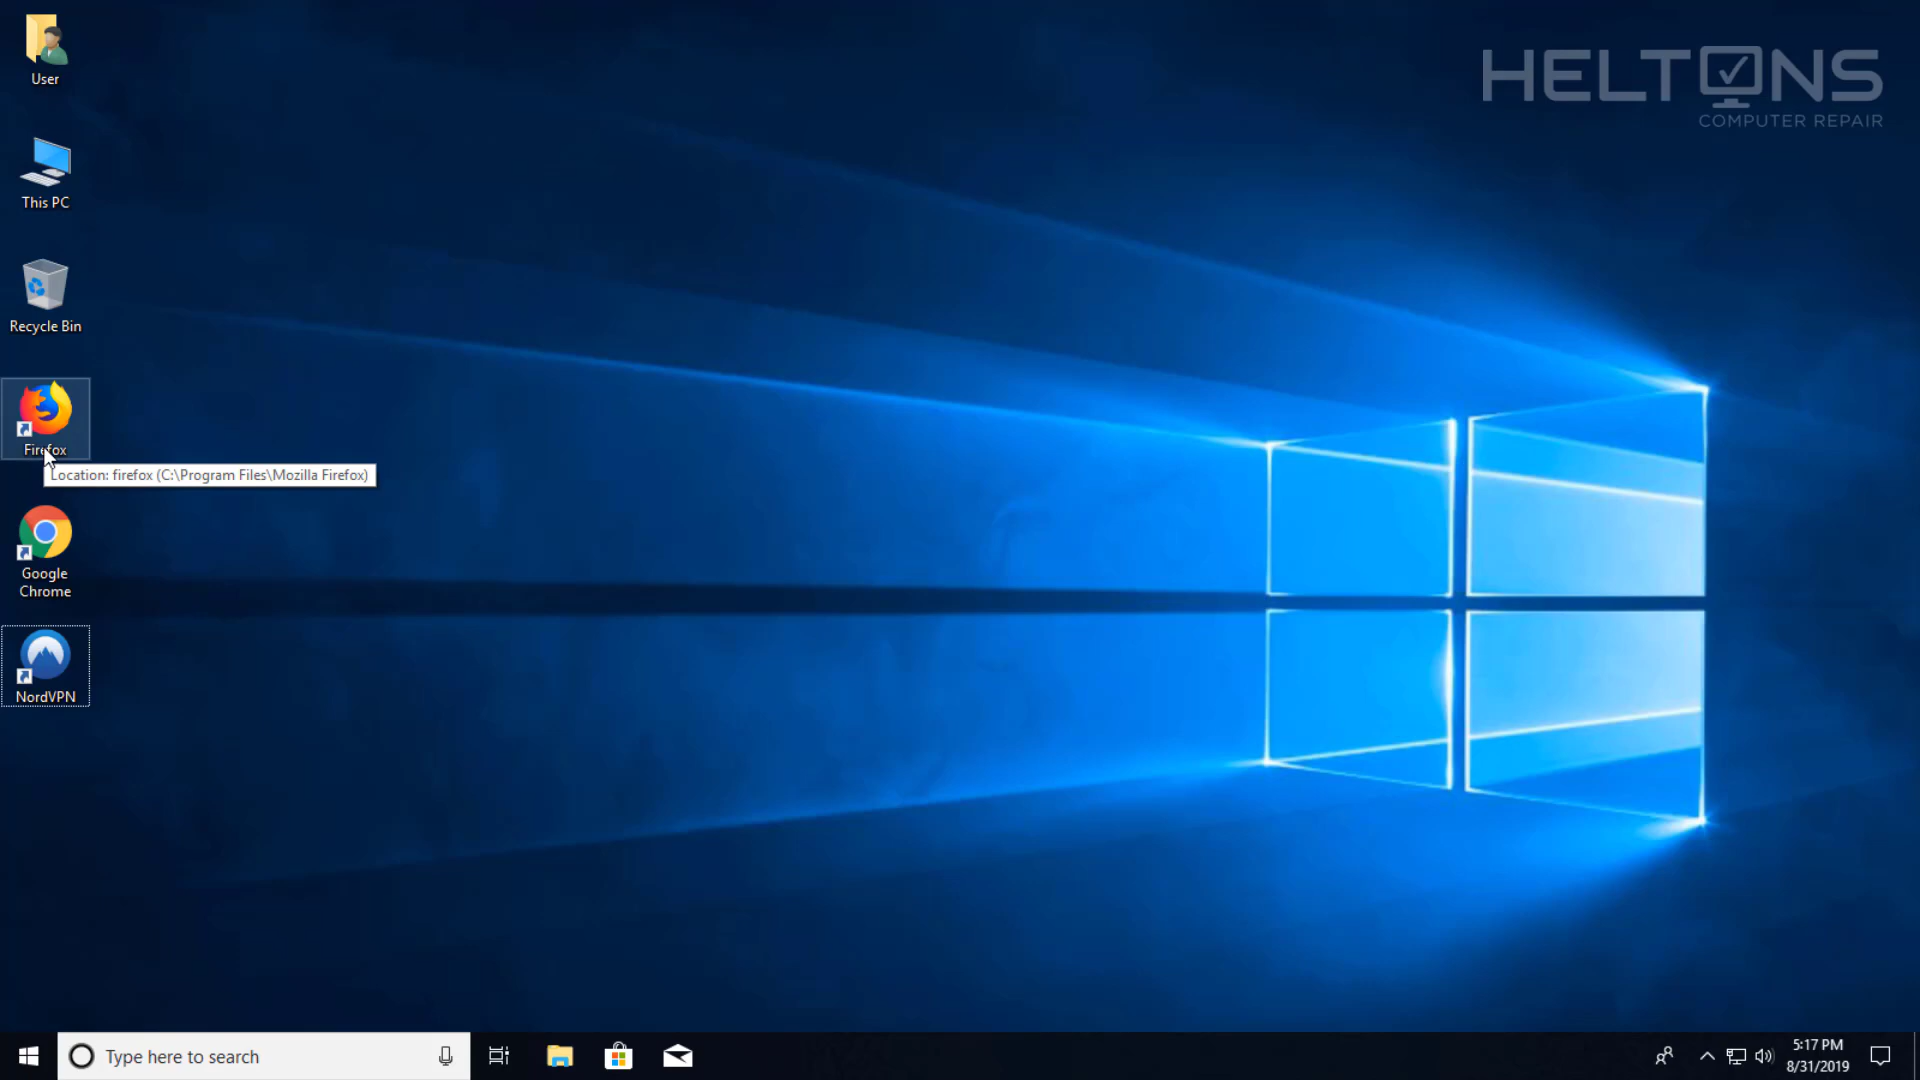 User
This PC
Recycle Bin
Firefox
Location: firefox (C:\Program Files\Mozilla Firefox)
Google
Chrome
NordVPN
HELTONS
COMPUTER REPAIR
Type here to search
5:17 PM
8/31/2019